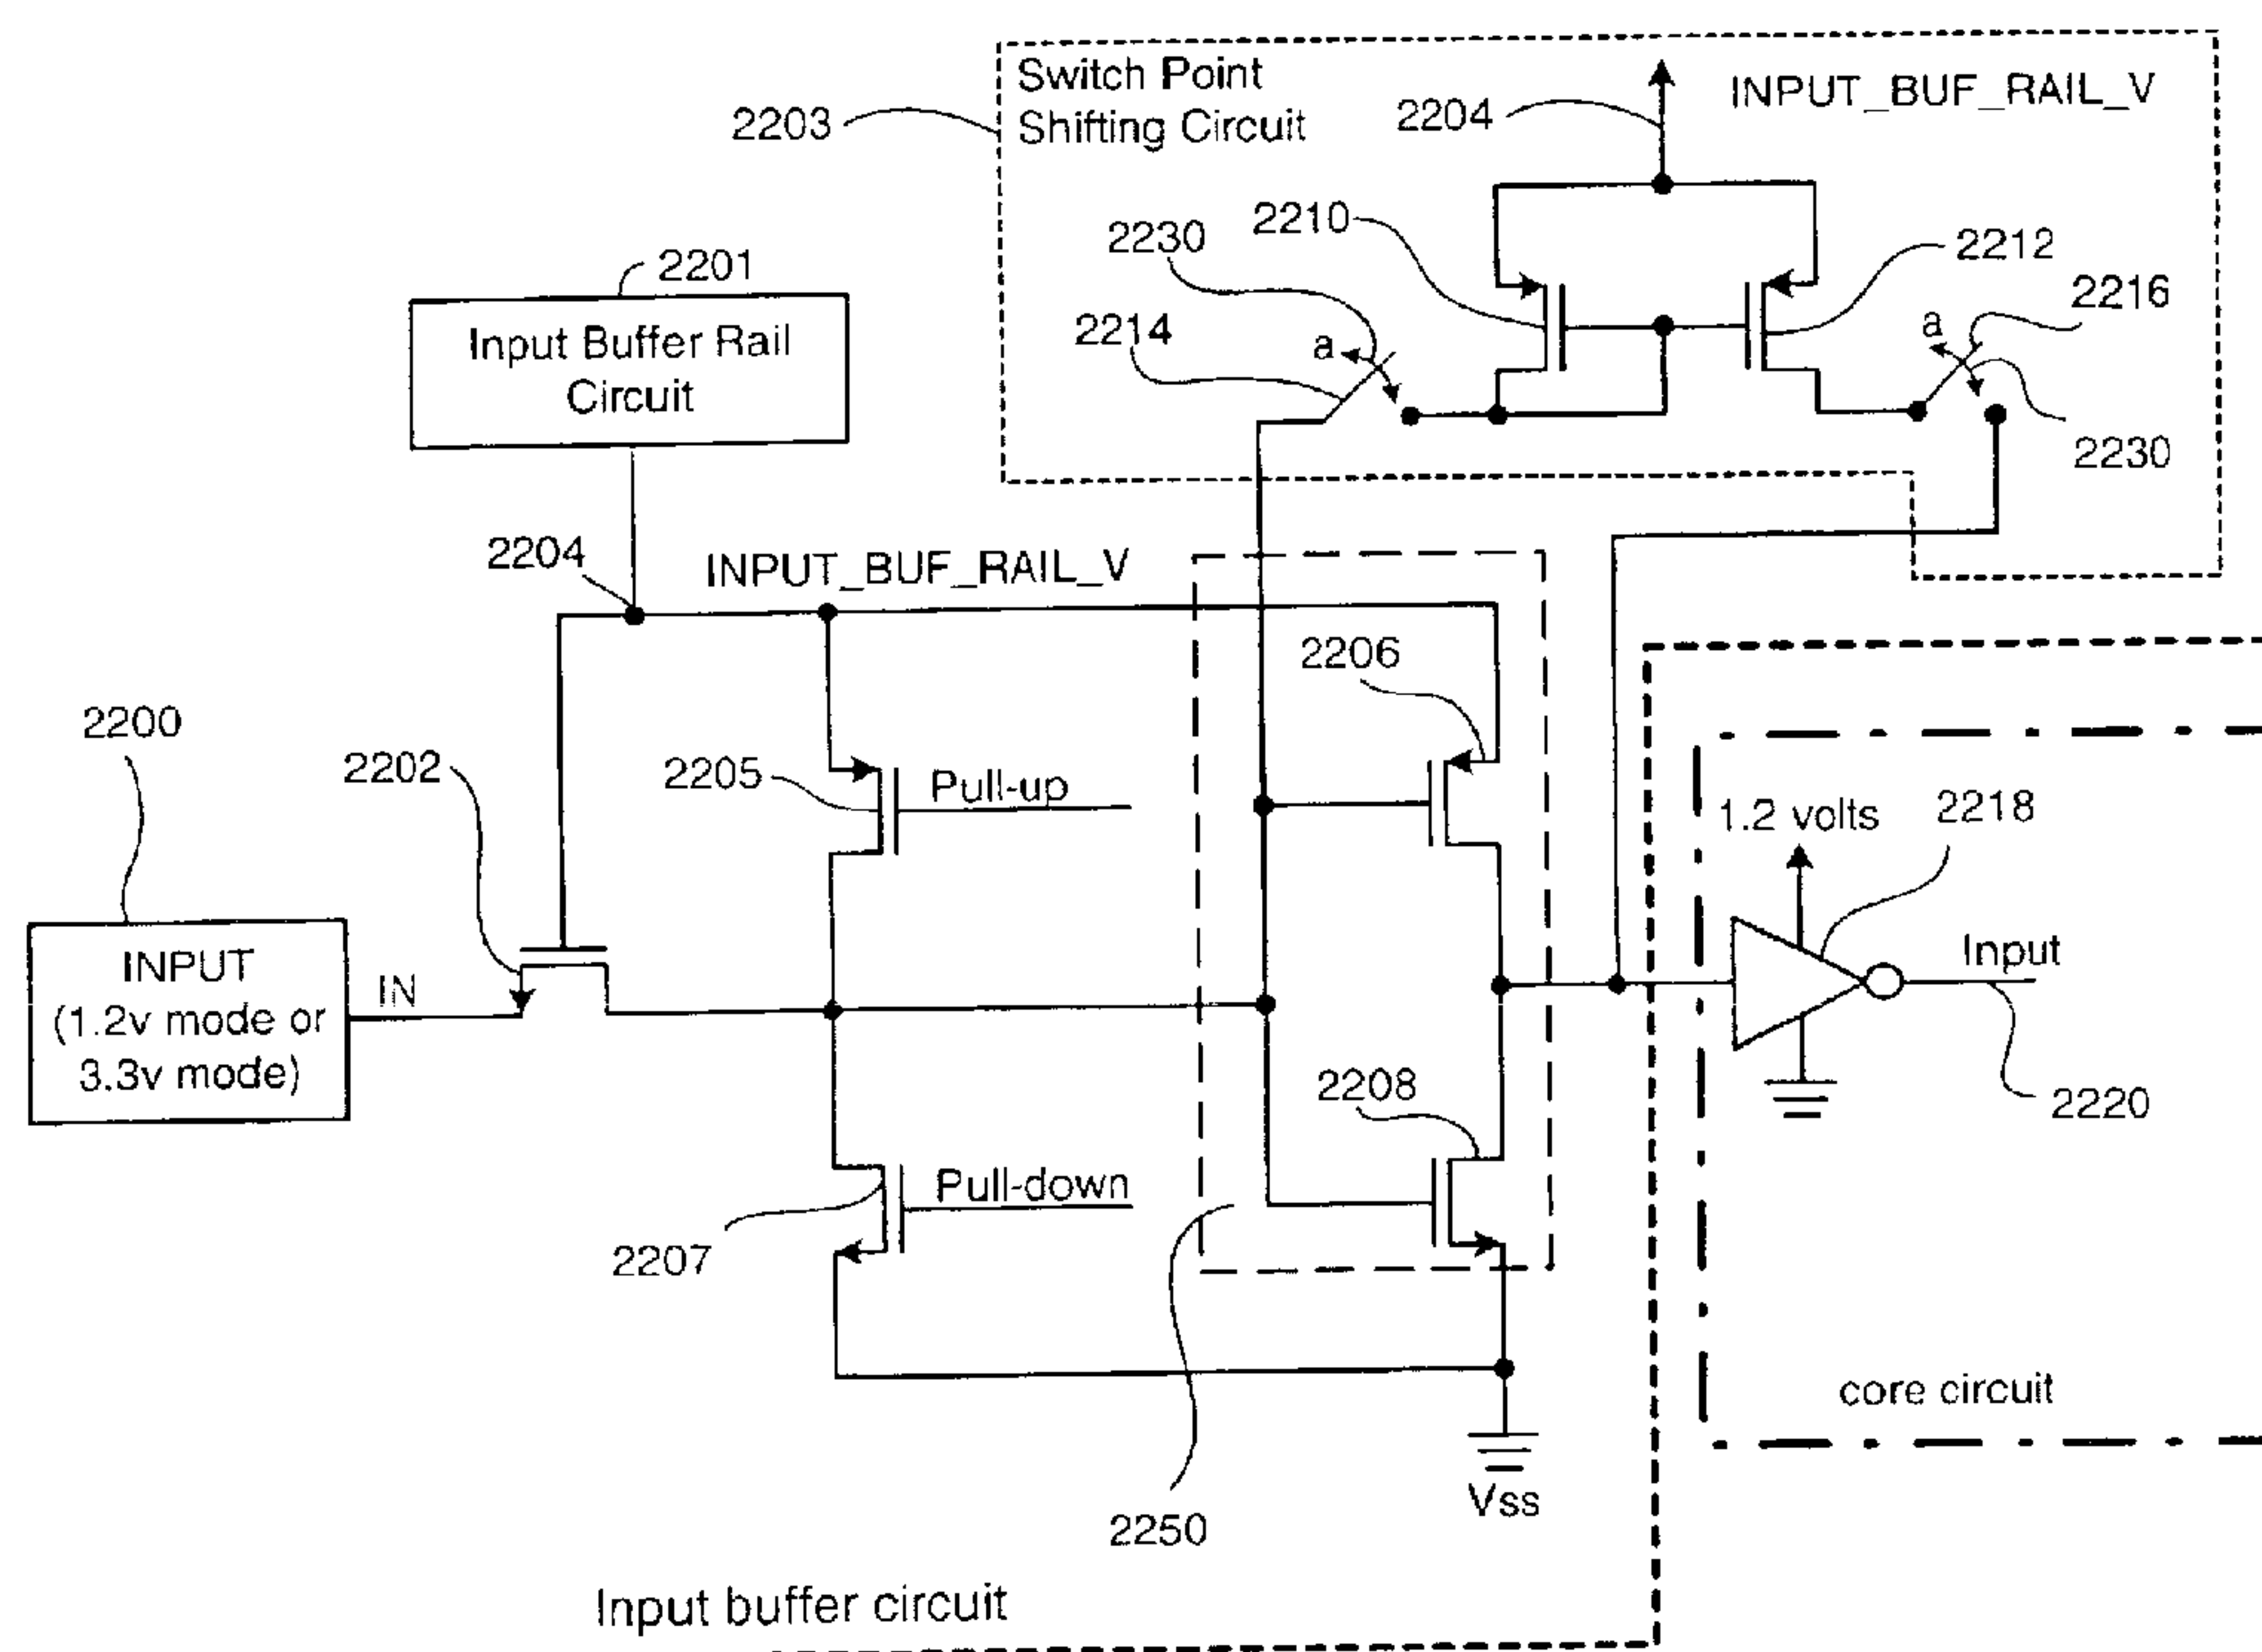 Switch Point
Shifting Circuit
2203
2204
INPUT_BUF_RAIL_V
2210
2212
2230
2214
a
2216
a
2230
2201
Input Buffer Rail
Circuit
2204
INPUT_BUF_RAIL_V
2206
2200
2202
2205
Pull-up
1.2 volts
2218
INPUT
(1.2v mode or
3.3v mode)
IN
Input
2220
2208
Pull-down
2207
core circuit
Vss
2250
Input buffer circuit